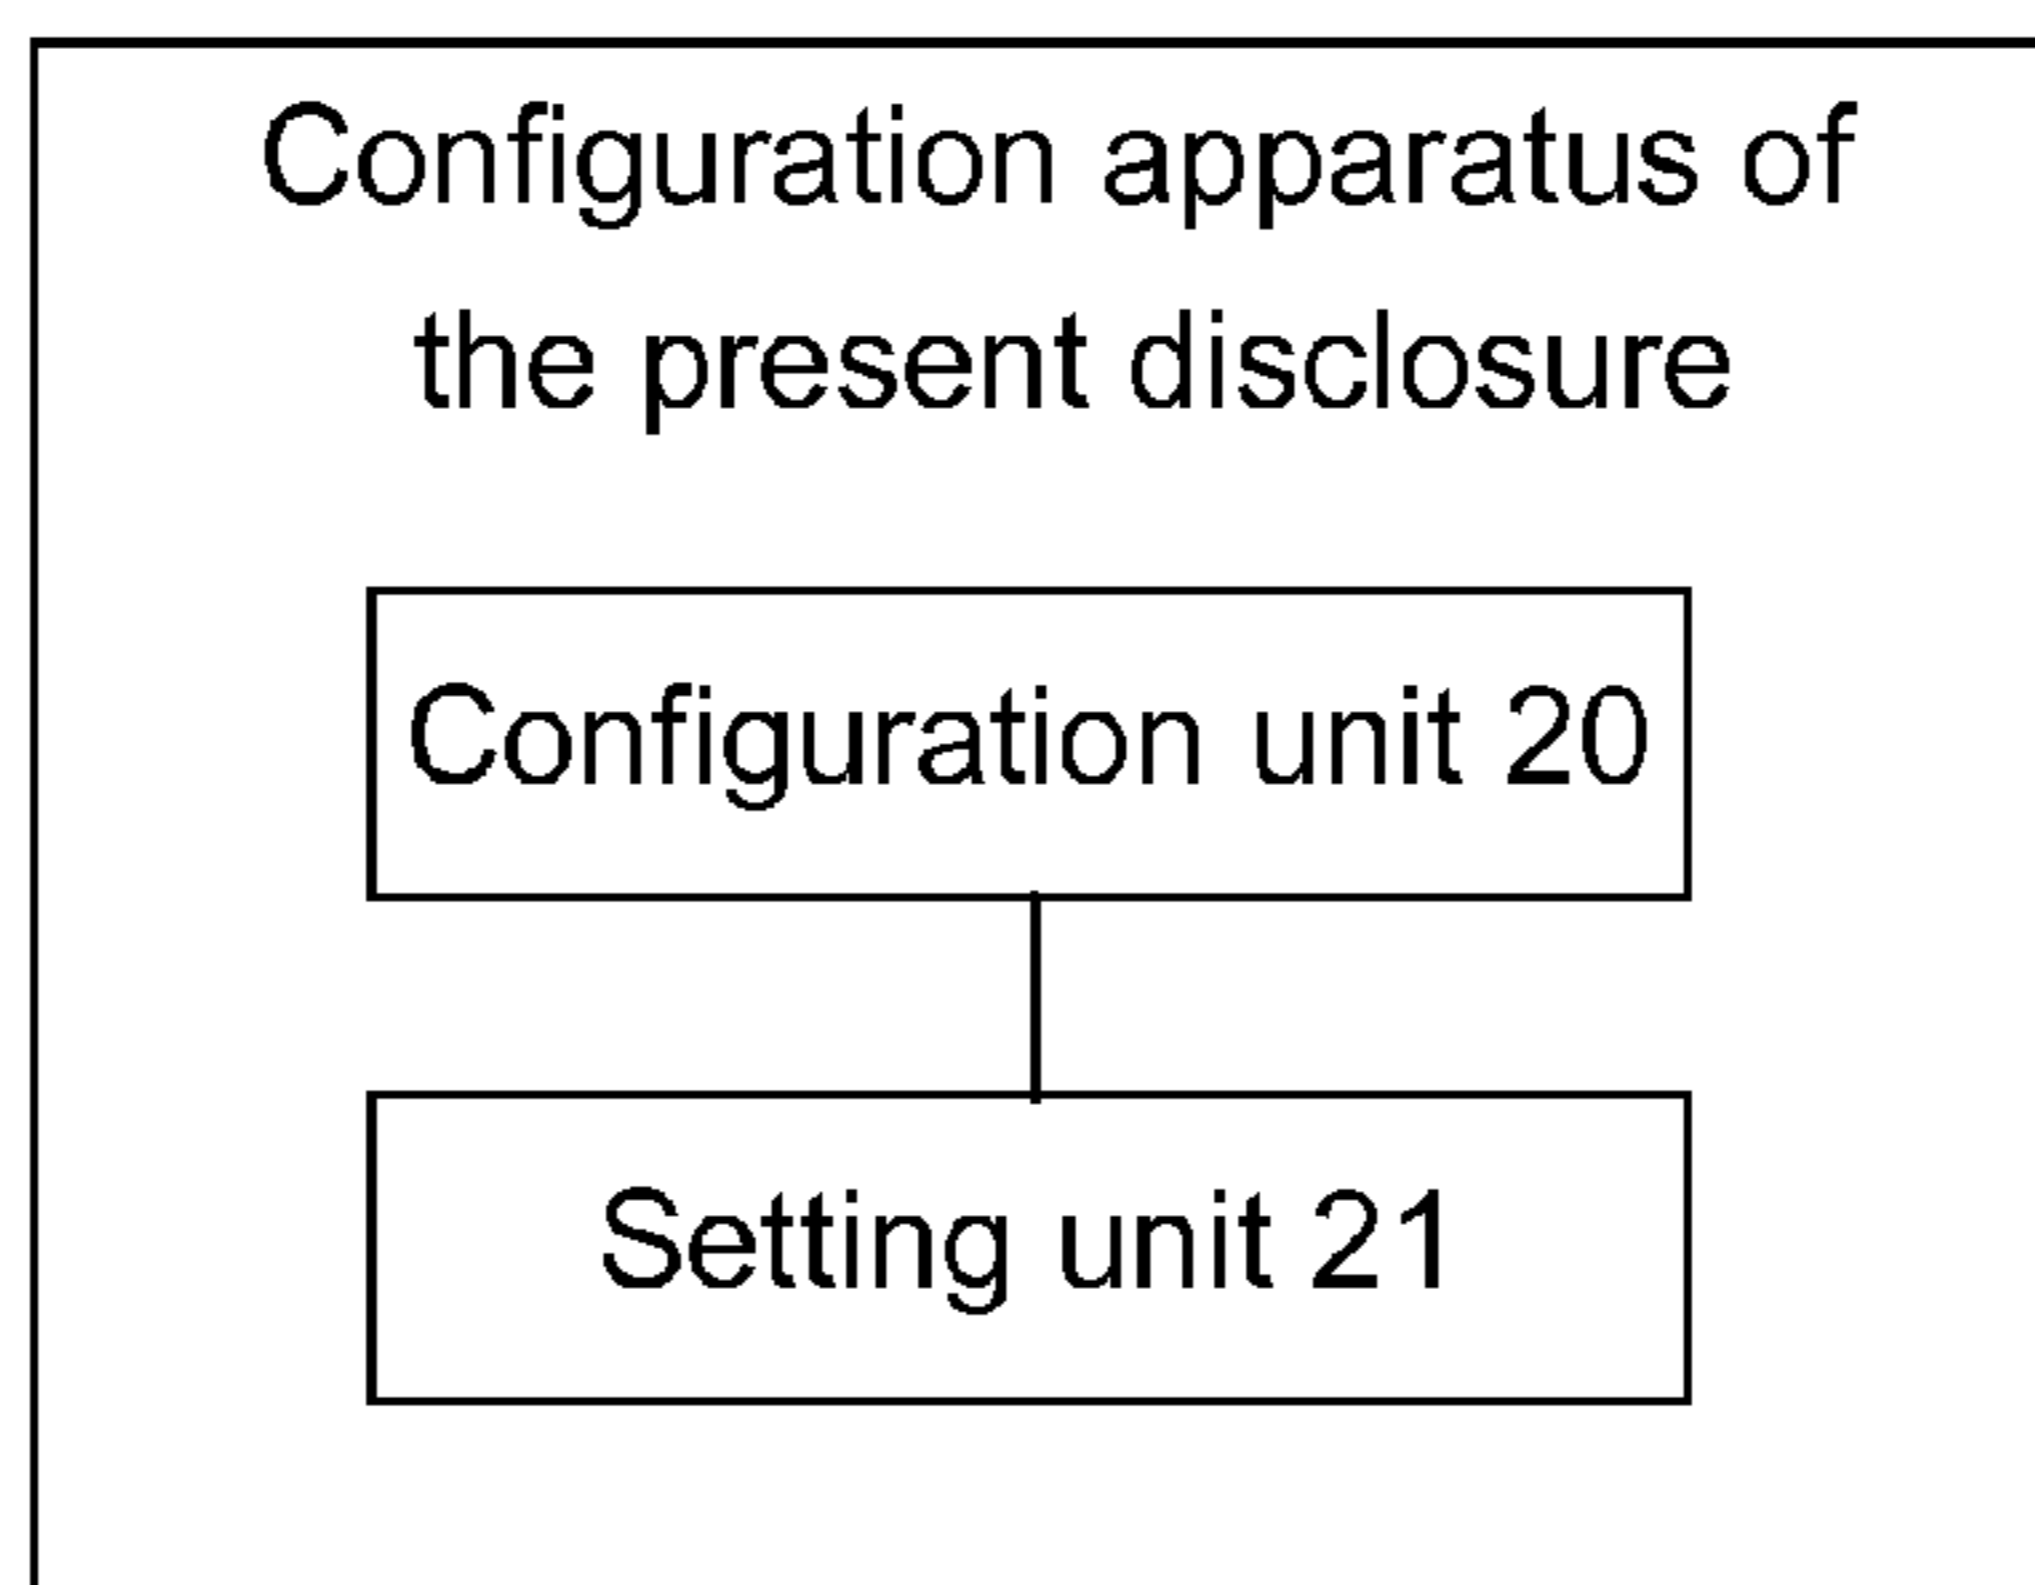 Configuration apparatus of
the present disclosure
Configuration unit 20
Setting unit 21